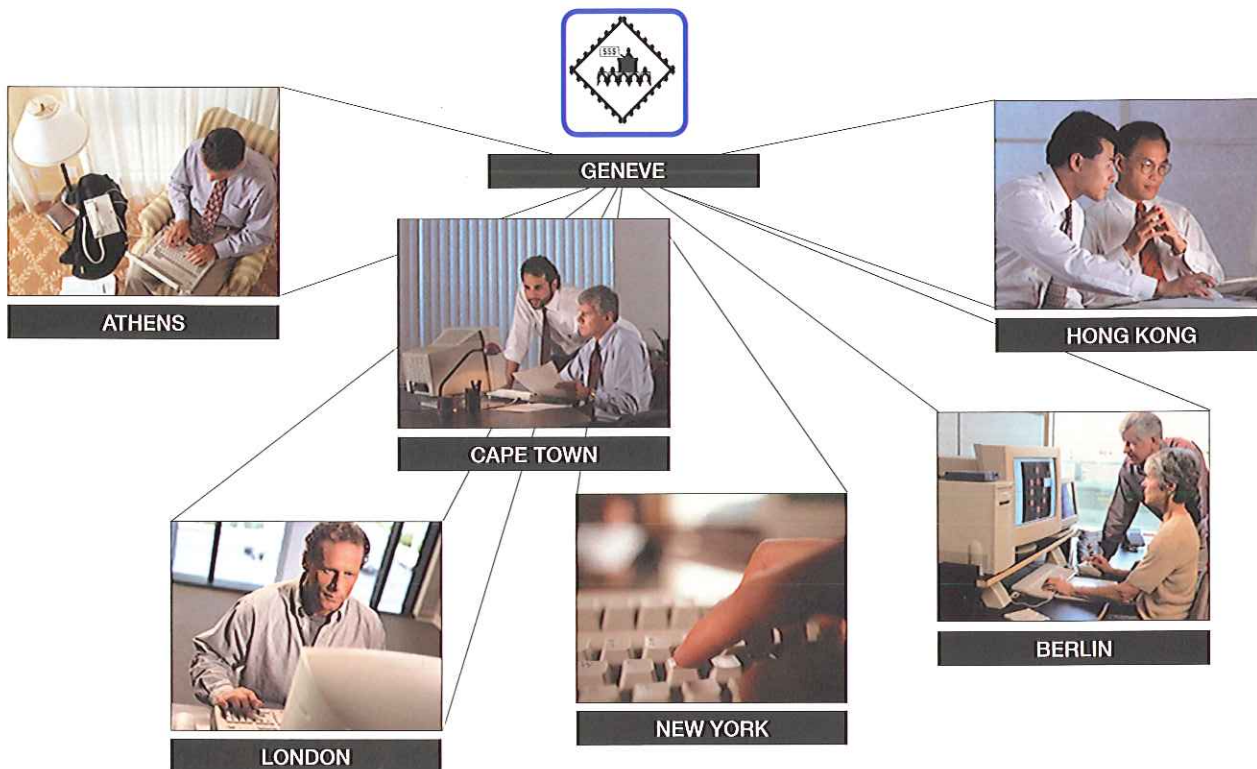 $$$
GENEVE
ATHENS
HONG KONG
CAPE TOWN
BERLIN
NEW YORK
LONDON